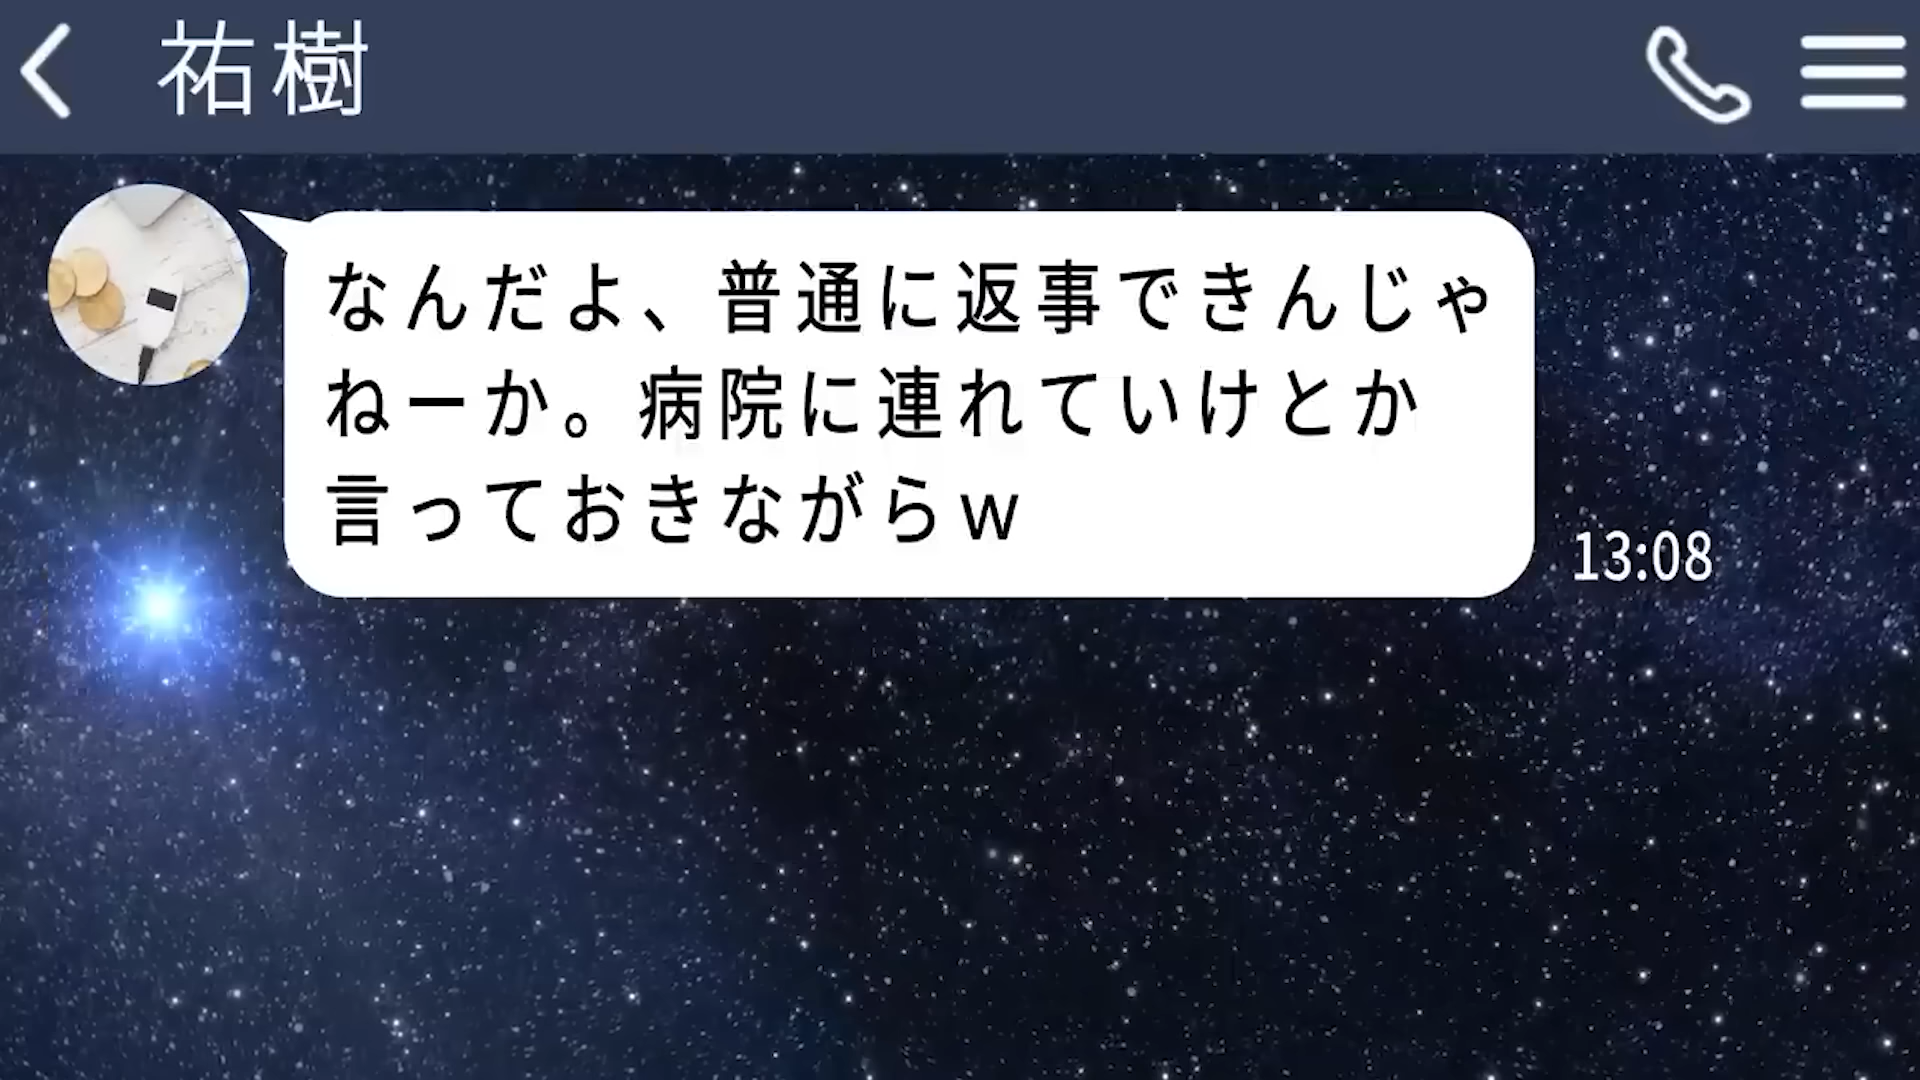 祐樹
なんだよ、普通に返事できんじゃ
ねーか。病院に連れていけとか
言っておきながらw
13:08